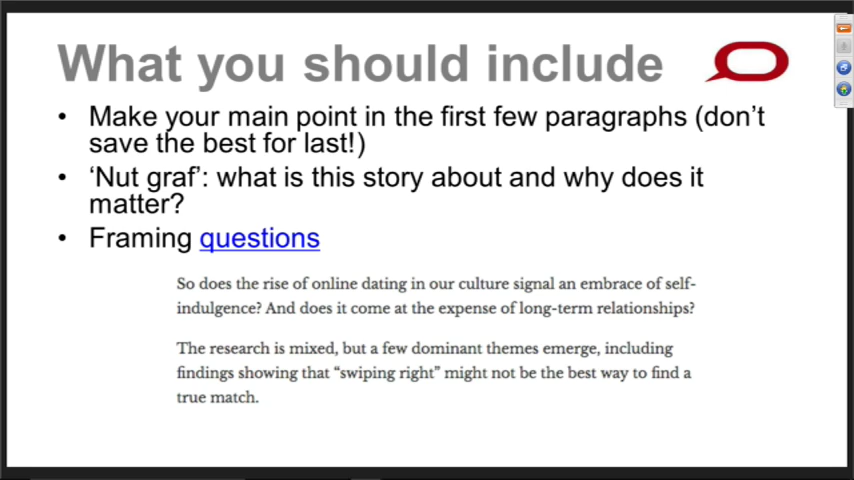 What you should include
• Make your main point in the first few paragraphs (don't
save the best for last!)
• ‘Nut graf’: what is this story about and why does it
matter?
• Framing questions
So does the rise of online dating in our culture signal an embrace of self-
indulgence? And does it come at the expense of long-term relationships?
The research is mixed, but a few dominant themes emerge, including
findings showing that “swiping right” might not be the best way to find a
true match.